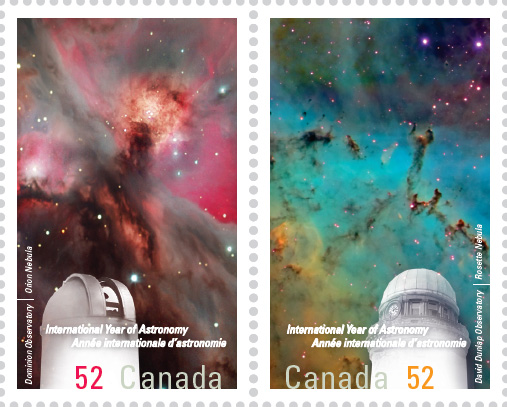 Dominion Observatory | Orion Nebula
International Year of Astronomy
Année internationale d'astronomie
52 Canada
International Year of Astronomy
Année internationale d'astronomie
Canada 52
David Dunlap Observatory | Rosette Nebula